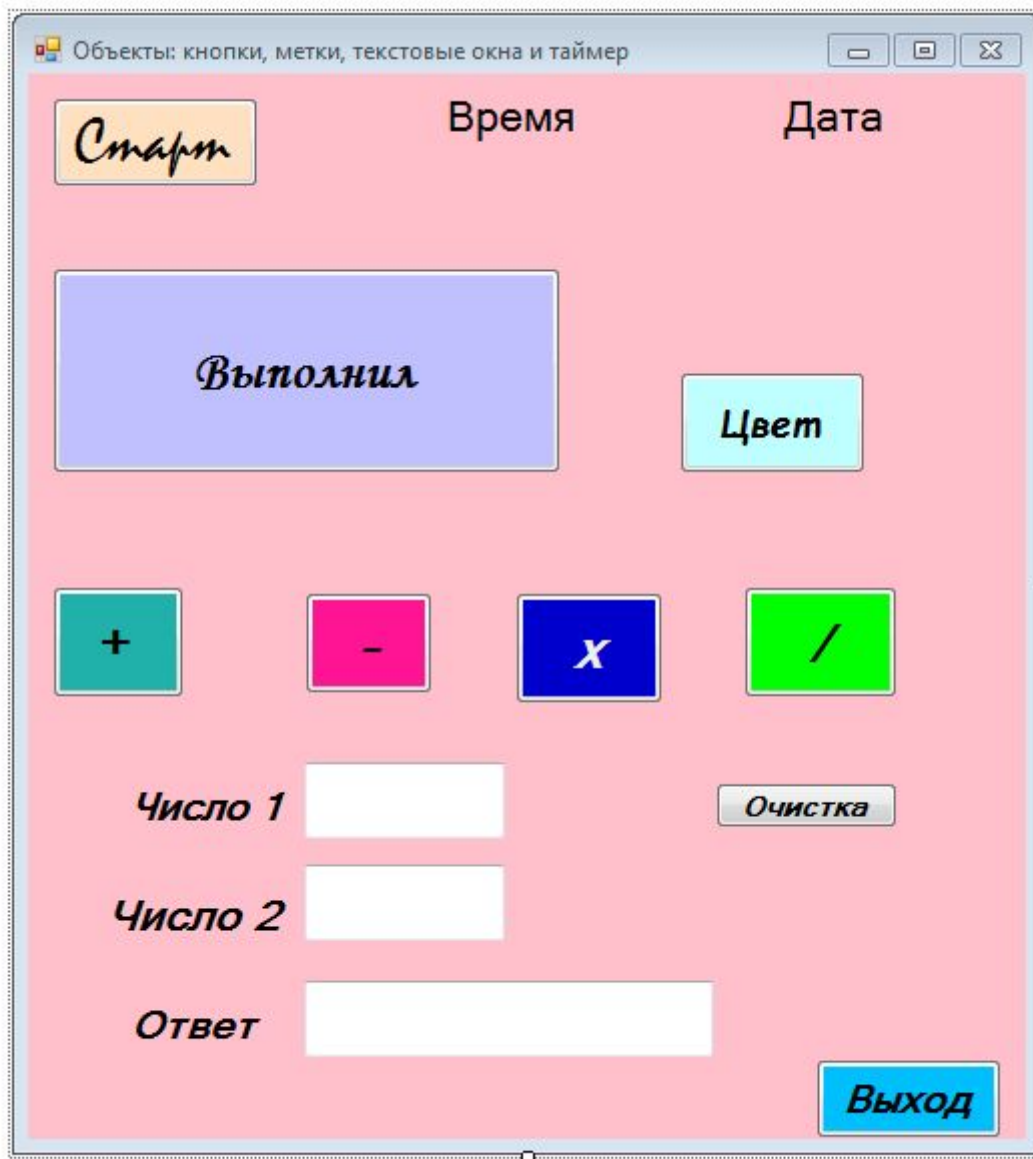 Объекты: кнопки, метки, текстовые окна и таймер
Старт
Время
Дата
Выполнил
Цвет
+
-
x
/
Число 1
Очистка
Число 2
Ответ
Выход